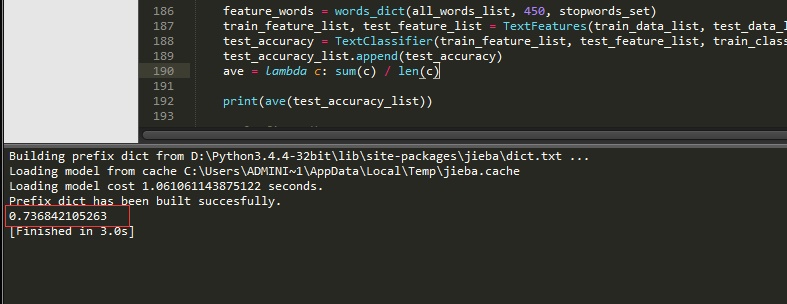 186 feature_words = words_dict(all_words_list, 450, stopwords_set)
187 train_feature_list, test_feature_list = TextFeatures(train_data_list, test_data_l
188 test_accuracy = TextClassifier(train_feature_list, test_feature_list, train_class
189 test_accuracy_list.append(test_accuracy)
190 ave = lambda c: sum(c) / len(c)
191
192 print(ave(test_accuracy_list))
193
Building prefix dict from D:\Python3.4.4-32bit\lib\site-packages\jieba\dict.txt ...
Loading model from cache C:\Users\ADMINI~1\AppData\Local\Temp\jieba.cache
Loading model cost 1.061061143875122 seconds.
Prefix dict has been built succesfully.
0.736842105263
[Finished in 3.0s]